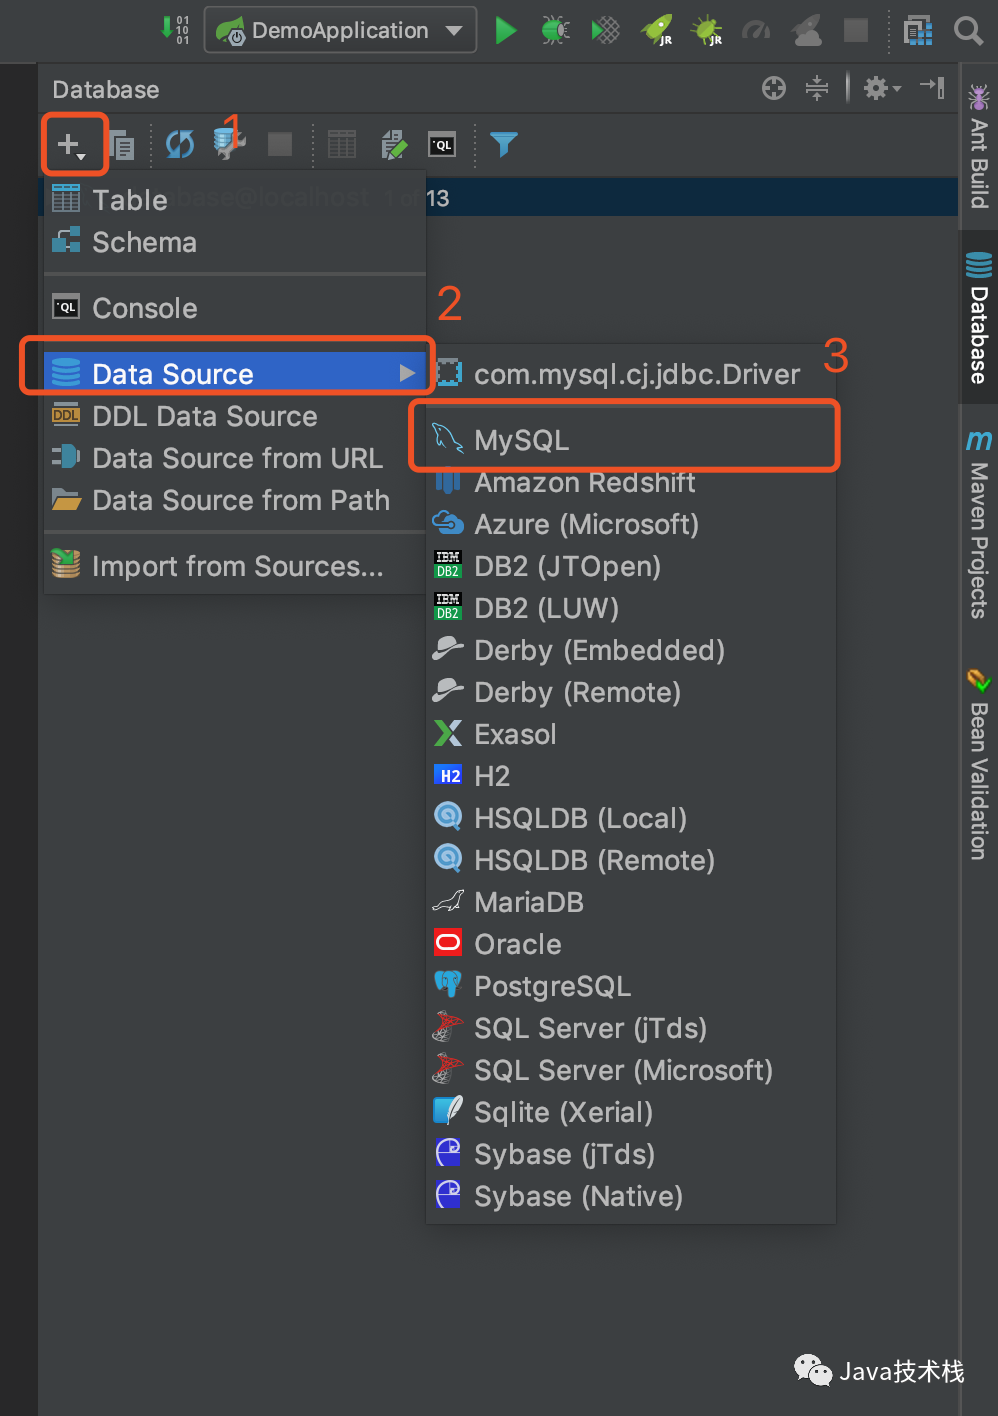 DemoApplication
Database
1
Table
database@localhost 1 of 13
Schema
Console
2
Data Source
3
com.mysql.cj.jdbc.Driver
DDL Data Source
MySQL
Data Source from URL
Amazon Redshift
Data Source from Path
Azure (Microsoft)
Import from Sources...
DB2 (JTOpen)
DB2 (LUW)
Derby (Embedded)
Derby (Remote)
Exasol
H2
HSQLDB (Local)
HSQLDB (Remote)
MariaDB
Oracle
PostgreSQL
SQL Server (jTds)
SQL Server (Microsoft)
Sqlite (Xerial)
Sybase (jTds)
Sybase (Native)
Ant Build
Database
Maven Projects
Bean Validation
Java技术栈